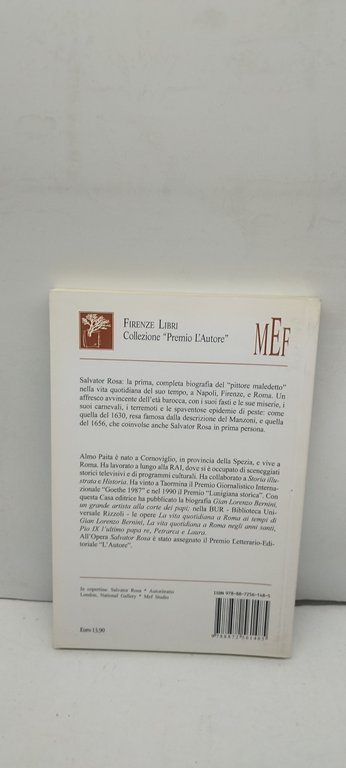 FIRENZE LIBRI
Collezione "Premio L'Autore"
MEF
Salvator Rosa: la prima, completa biografia del "pittore maledetto"
nella vita quotidiana del suo tempo, a Napoli, Firenze, e Roma. Un
affresco avvincente dell'età barocca, con i suoi fasti e le sue miserie, i
suoi carnevali, i terremoti e le spaventose epidemie di peste: come
quella del 1630, resa famosa dalla descrizione del Manzoni, e quella
del 1656, che coinvolse anche Salvator Rosa in prima persona.
Almo Paita è nato a Cornoviglio, in provincia della Spezia, e vive a
Roma. Ha lavorato a lungo alla RAI, dove si è occupato di sceneggiati
storici televisivi e di programmi culturali. Ha collaborato a Storia illu-
strata e Historia. Ha vinto a Taormina il Premio Giornalistico Interna-
zionale "Goethe 1987" e nel 1990 il Premio "Lunigiana storica". Con
questa Casa editrice ha pubblicato la biografia Gian Lorenzo Bernini,
un grande artista alla corte dei papi; nella BUR - Biblioteca Uni-
versale Rizzoli - le opere La vita quotidiana a Roma ai tempi di
Gian Lorenzo Bernini, La vita quotidiana a Roma negli anni santi,
Pio IX l'ultimo papa re, Petrarca e Laura.
All'Opera Salvator Rosa è stato assegnato il Premio Letterario-Edi-
toriale "L'Autore".
In copertina: Salvator Rosa * Autoritratto
London, National Gallery * Mef Studio
ISBN 978-88-7256-148-5
9788872561485
Euro 13,99